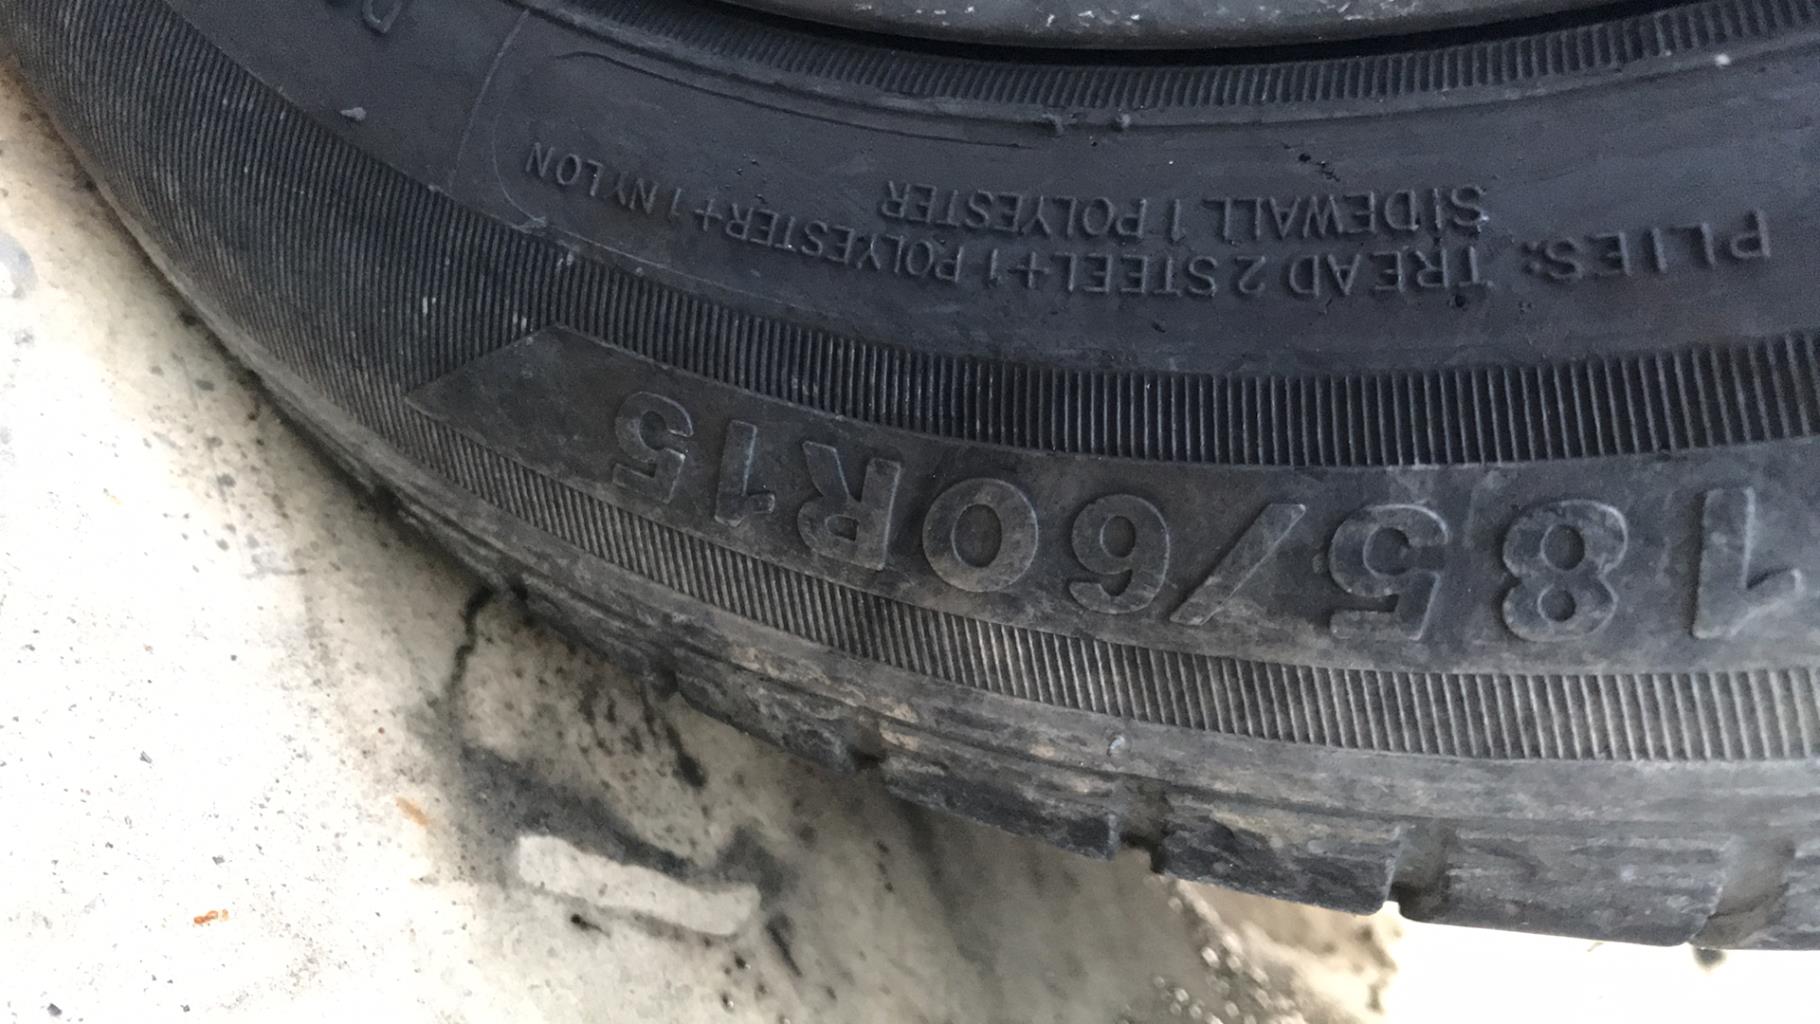 185/60R15
PLIES: TREAD 2 STEEL+1 POLYESTER+1 NYLON
SIDEWALL 1 POLYESTER